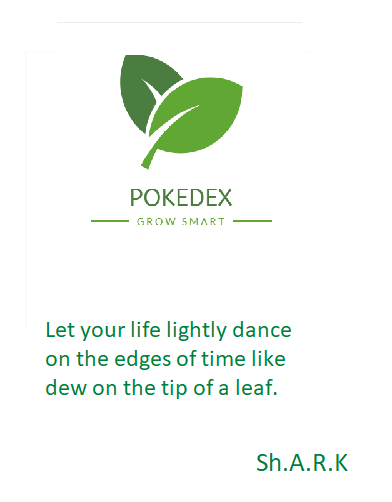 POKEDEX
GROW SMART
Let your life lightly dance
on the edges of time like
dew on the tip of a leaf.
Sh.A.R.K